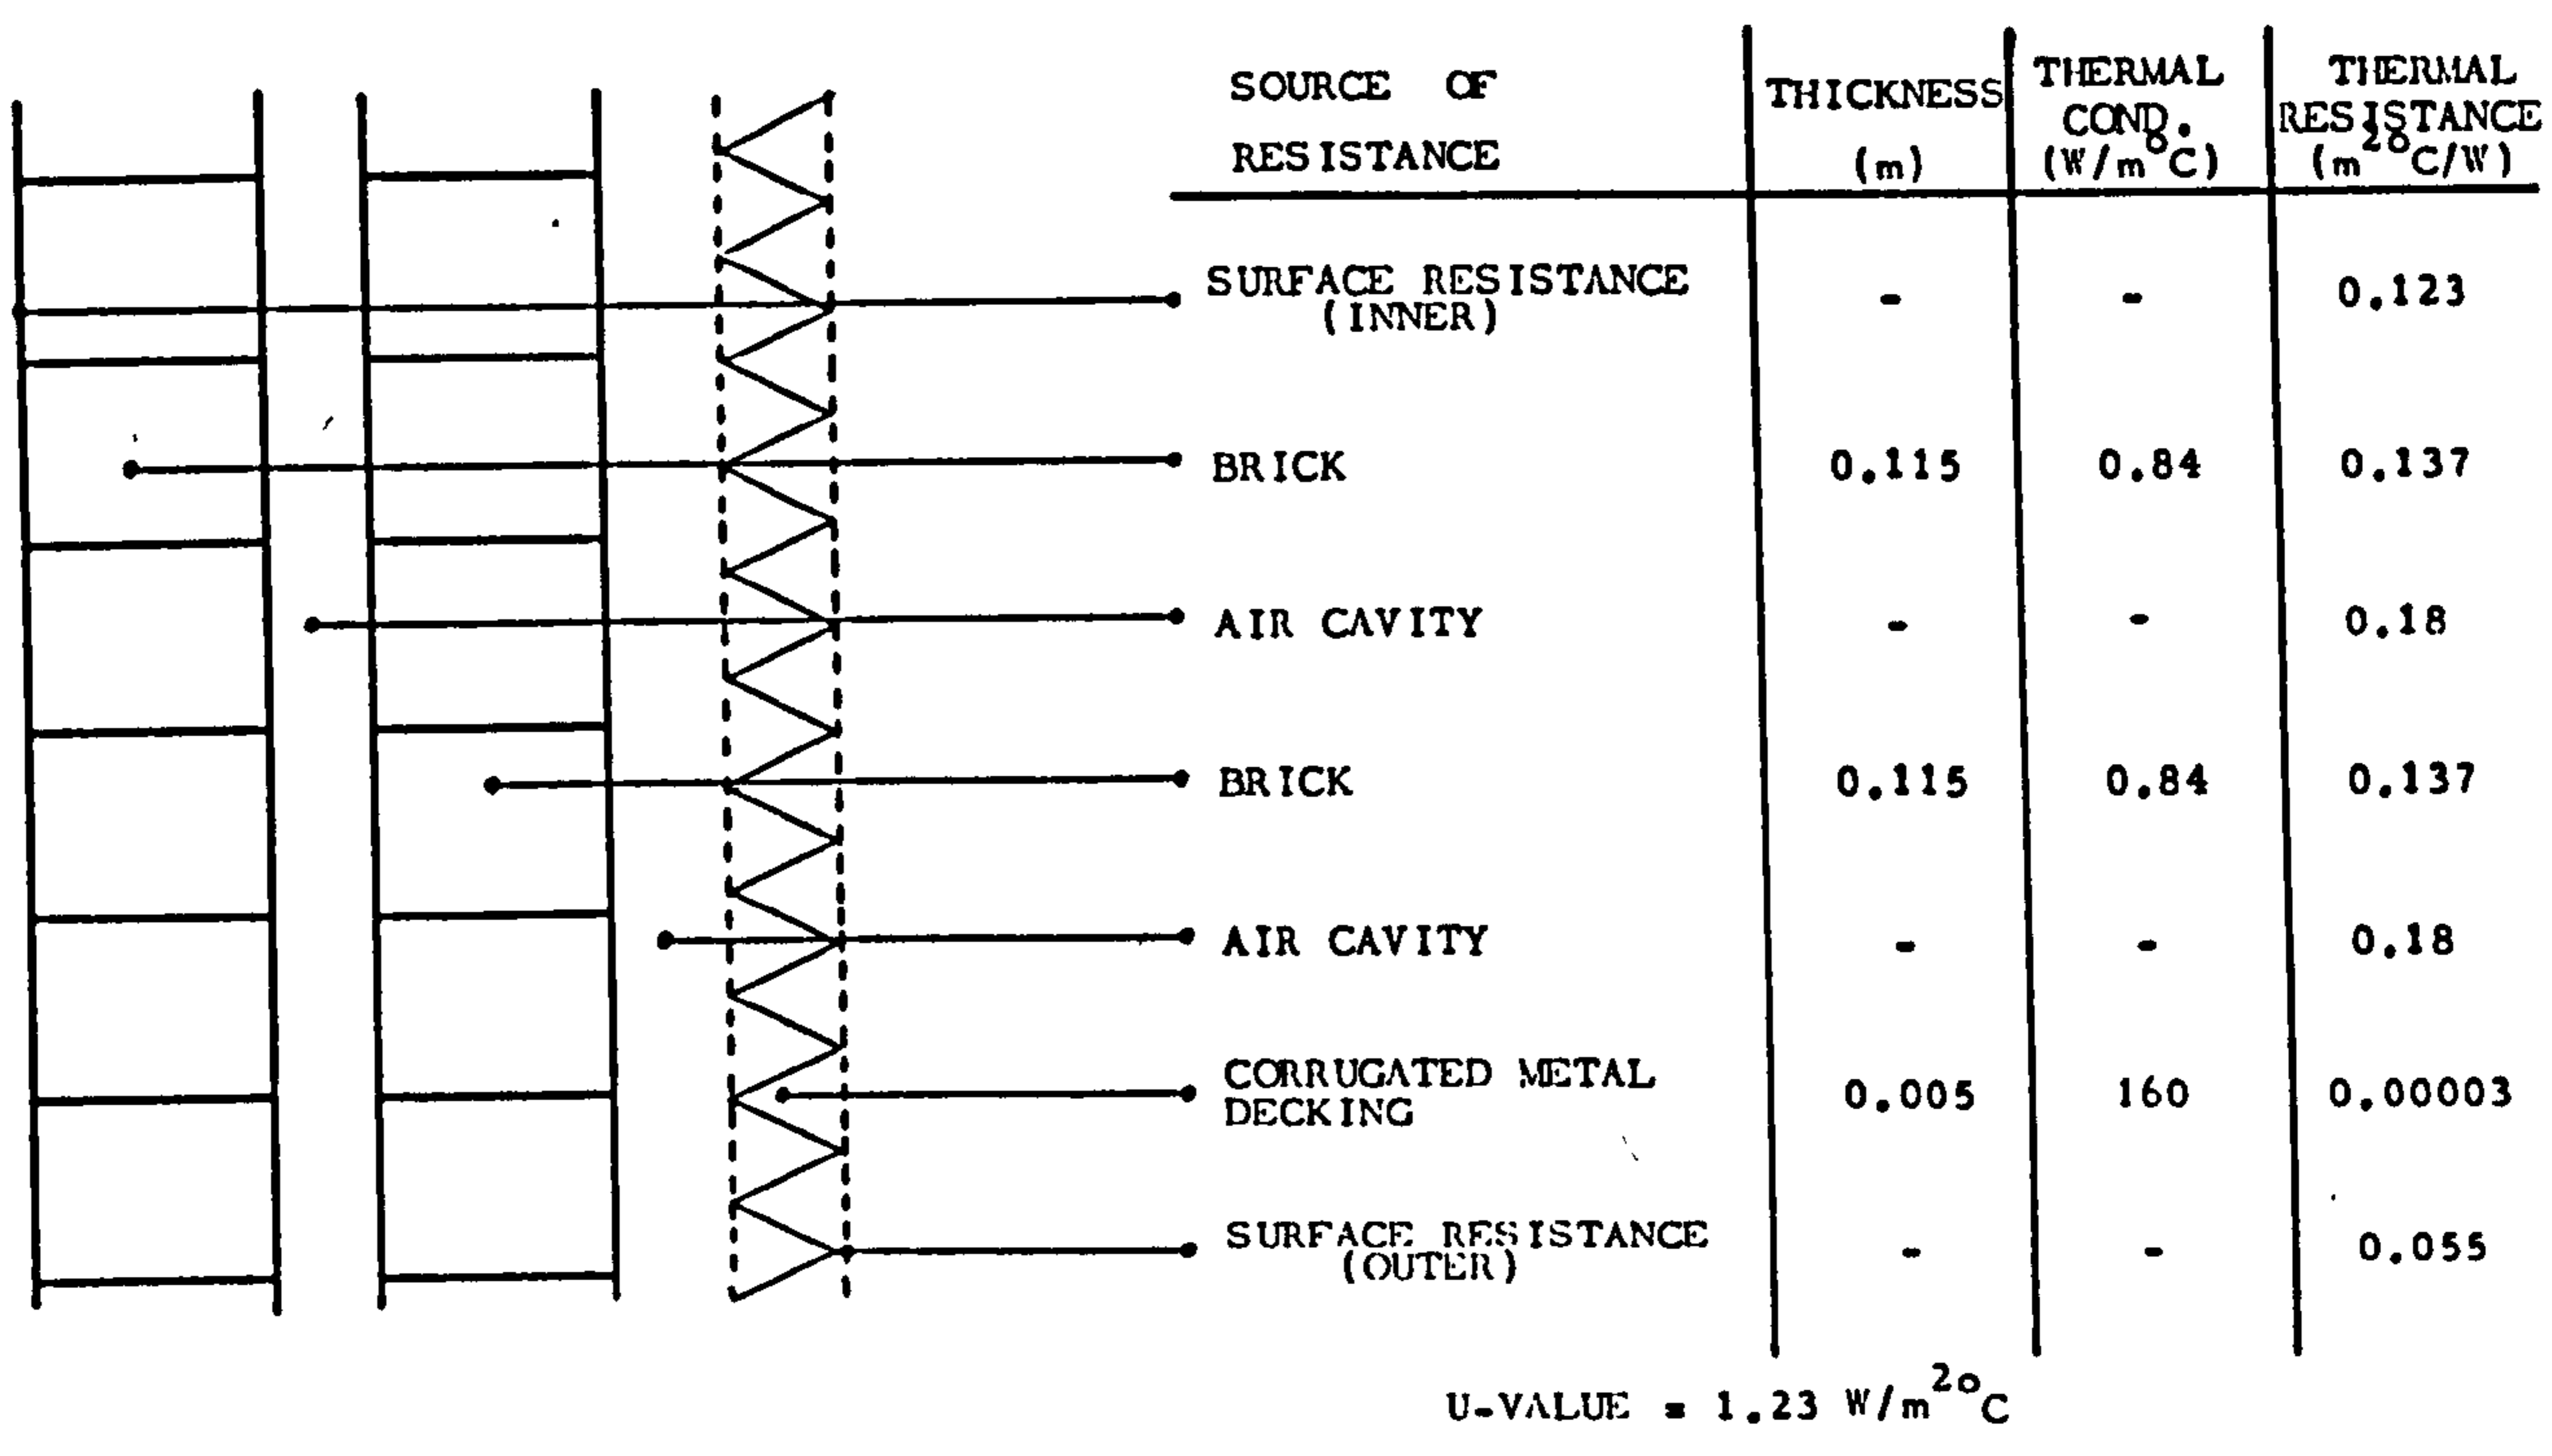 SOURCE OF RESISTANCE THICKNESS (m) THERMAL COND. (W/m°C) THERMAL RESISTANCE (m²°C/W)
SURFACE RESISTANCE (INNER) - - 0.123
BRICK 0.115 0.84 0.137
AIR CAVITY - - 0.18
BRICK 0.115 0.84 0.137
AIR CAVITY - - 0.18
CORRUGATED METAL DECKING 0.005 160 0.00003
SURFACE RESISTANCE (OUTER) - - 0.055
U-VALUE = 1.23 W/m²°C